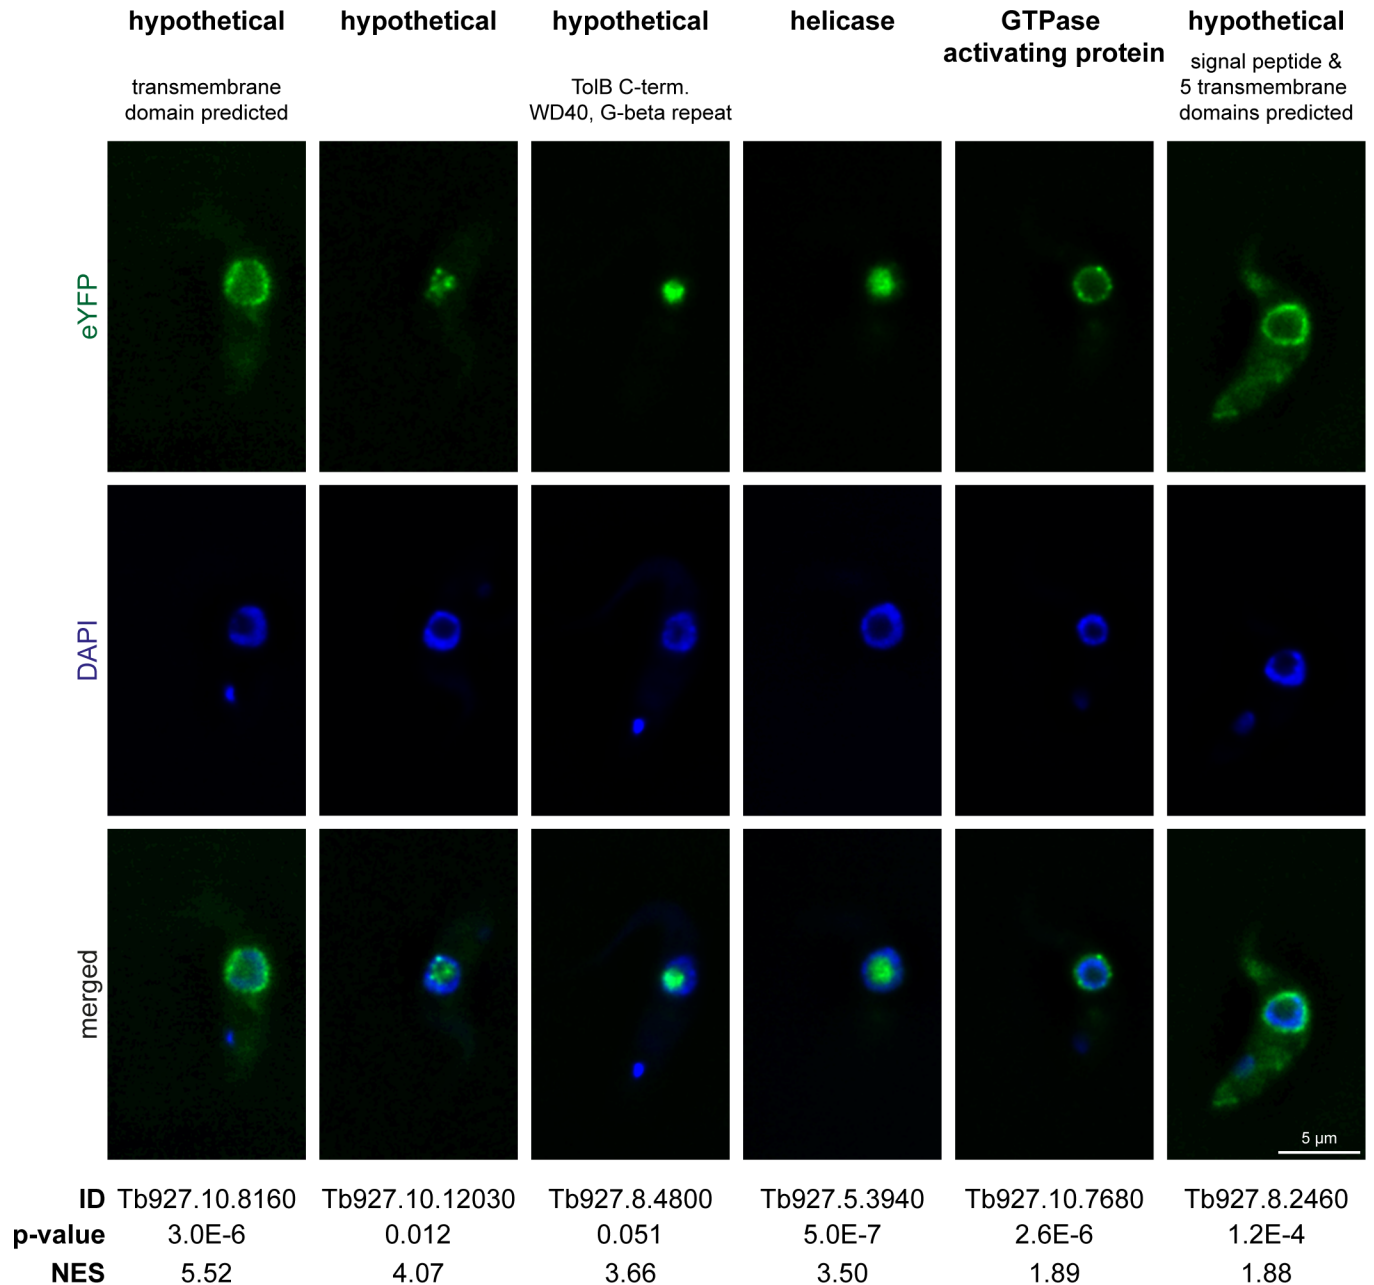 hypothetical hypothetical hypothetical helicase GTPase hypothetical
activating protein
signal peptide &
transmembrane TolB C-term. 5 transmembrane
domain predicted WD40, G-beta repeat domains predicted
eYFP
DAPI
merged
5 µm
ID Tb927.10.8160 Tb927.10.12030 Tb927.8.4800 Tb927.5.3940 Tb927.10.7680 Tb927.8.2460
p-value 3.0E-6 0.012 0.051 5.0E-7 2.6E-6 1.2E-4
NES 5.52 4.07 3.66 3.50 1.89 1.88